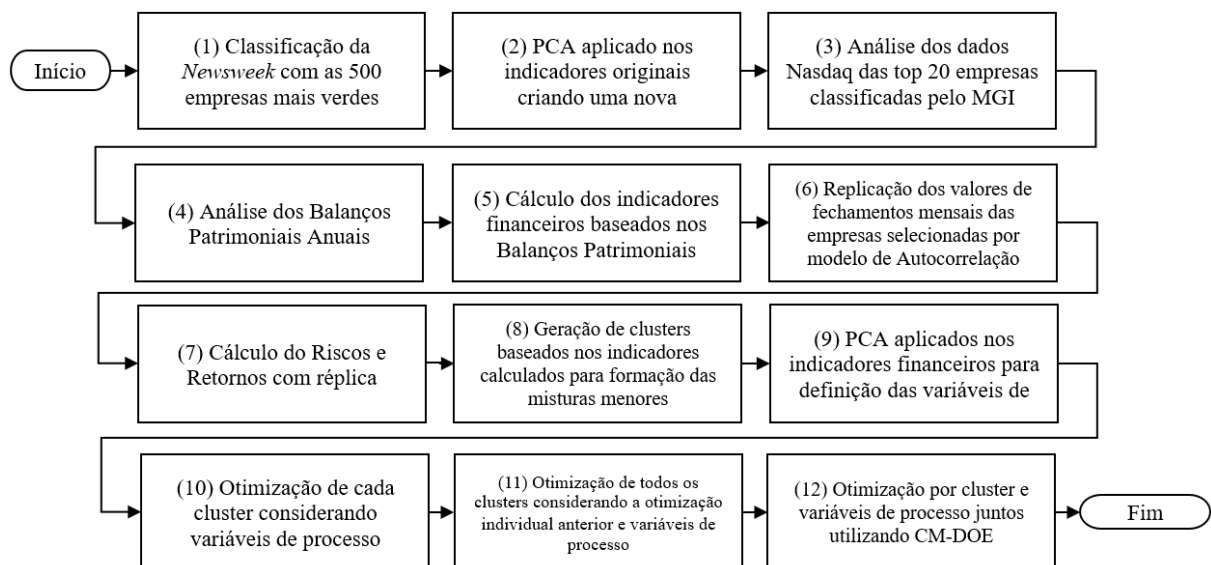 Início
(1) Classificação da
Newsweek com as 500
empresas mais verdes
(2) PCA aplicado nos
indicadores originais
criando uma nova
(3) Análise dos dados
Nasdaq das top 20 empresas
classificadas pelo MGI
(4) Análise dos Balanços
Patrimoniais Anuais
(5) Cálculo dos indicadores
financeiros baseados nos
Balanços Patrimoniais
(6) Replicação dos valores de
fechamentos mensais das
empresas selecionadas por
modelo de Autocorrelação
(7) Cálculo do Riscos e
Retornos com réplica
(8) Geração de clusters
baseados nos indicadores
calculados para formação das
misturas menores
(9) PCA aplicados nos
indicadores financeiros para
definição das variáveis de
(10) Otimização de cada
cluster considerando
variáveis de processo
(11) Otimização de todos os
clusters considerando a otimização
individual anterior e variáveis de
processo
(12) Otimização por cluster e
variáveis de processo juntos
utilizando CM-DOE
Fim